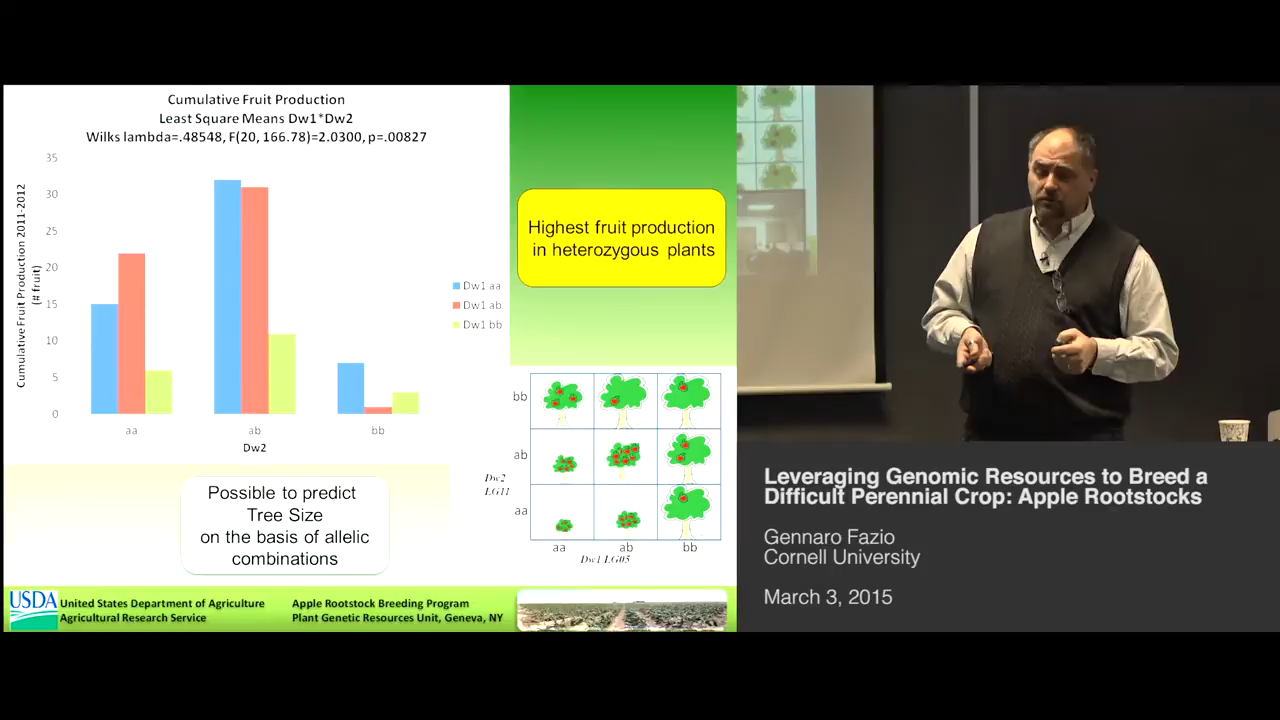 Cumulative Fruit Production
Least Square Means Dw1*Dw2
Wilks lambda=.48548, F(20, 166.78)=2.0300, p=.00827
Cumulative Fruit Production 2011-2012
(# fruit)
35
30
25
20
15
10
5
0
aa
ab
bb
Dw2
Dw1 aa
Dw1 ab
Dw1 bb
Highest fruit production
in heterozygous plants
bb
ab
aa
Dw2
LG11
aa
ab
bb
Dw1 LG05
Possible to predict
Tree Size
on the basis of allelic
combinations
USDA
United States Department of Agriculture
Agricultural Research Service
Apple Rootstock Breeding Program
Plant Genetic Resources Unit, Geneva, NY
Leveraging Genomic Resources to Breed a
Difficult Perennial Crop: Apple Rootstocks
Gennaro Fazio
Cornell University
March 3, 2015